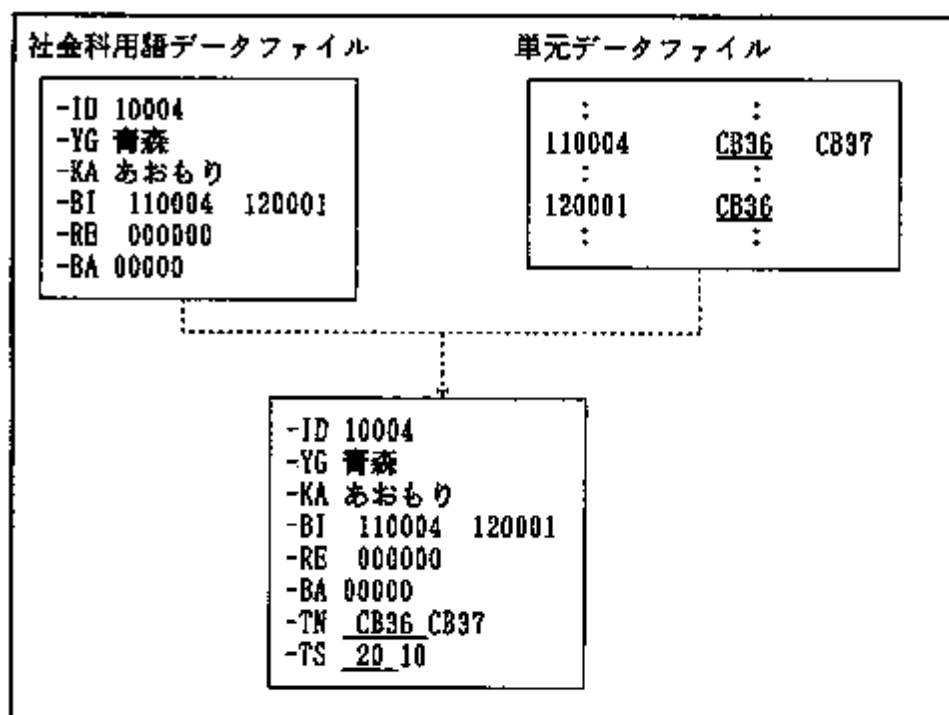 社会科用語データファイル
単元データファイル
-ID 10004
-YG 青森
-KA あおもり
-BI 110004 120001
-RE 000000
-BA 00000
: :
110004 CB36 CB37
: :
120001 CB36
: :
-ID 10004
-YG 青森
-KA あおもり
-BI 110004 120001
-RE 000000
-BA 00000
-TN CB36 CB37
-TS 20 10